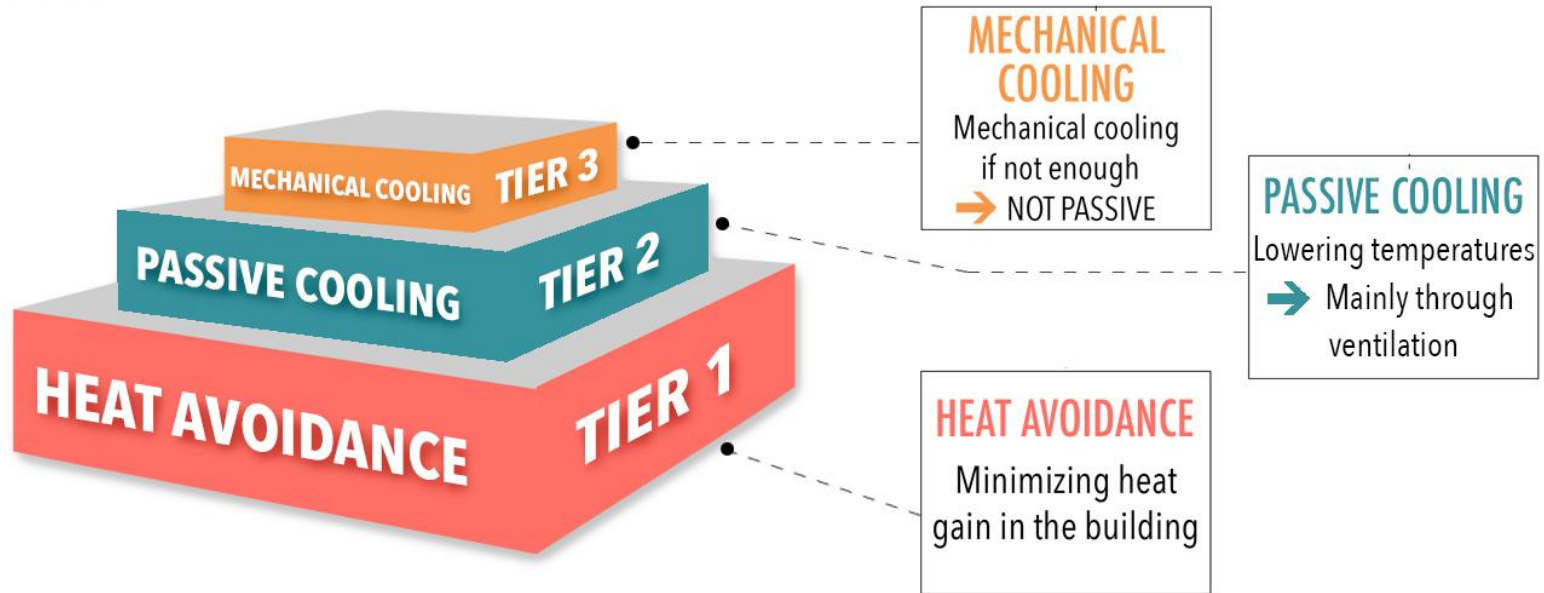 MECHANICAL COOLING TIER 3
PASSIVE COOLING TIER 2
HEAT AVOIDANCE TIER 1
MECHANICAL
COOLING
Mechanical cooling
if not enough
➔ NOT PASSIVE
PASSIVE COOLING
Lowering temperatures
➔ Mainly through
ventilation
HEAT AVOIDANCE
Minimizing heat
gain in the building